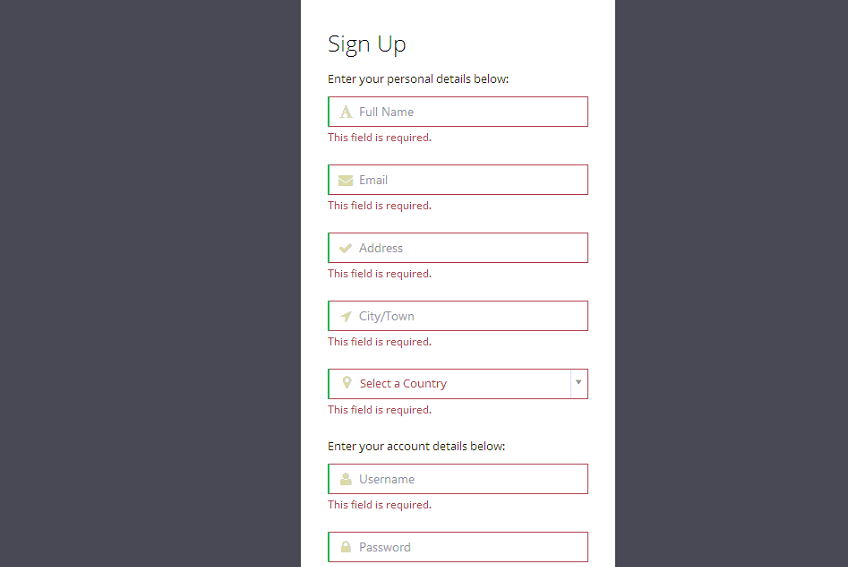 Sign Up
Enter your personal details below:
Full Name
This field is required.
Email
This field is required.
Address
This field is required.
City/Town
This field is required.
Select a Country
This field is required.
Enter your account details below:
Username
This field is required.
Password